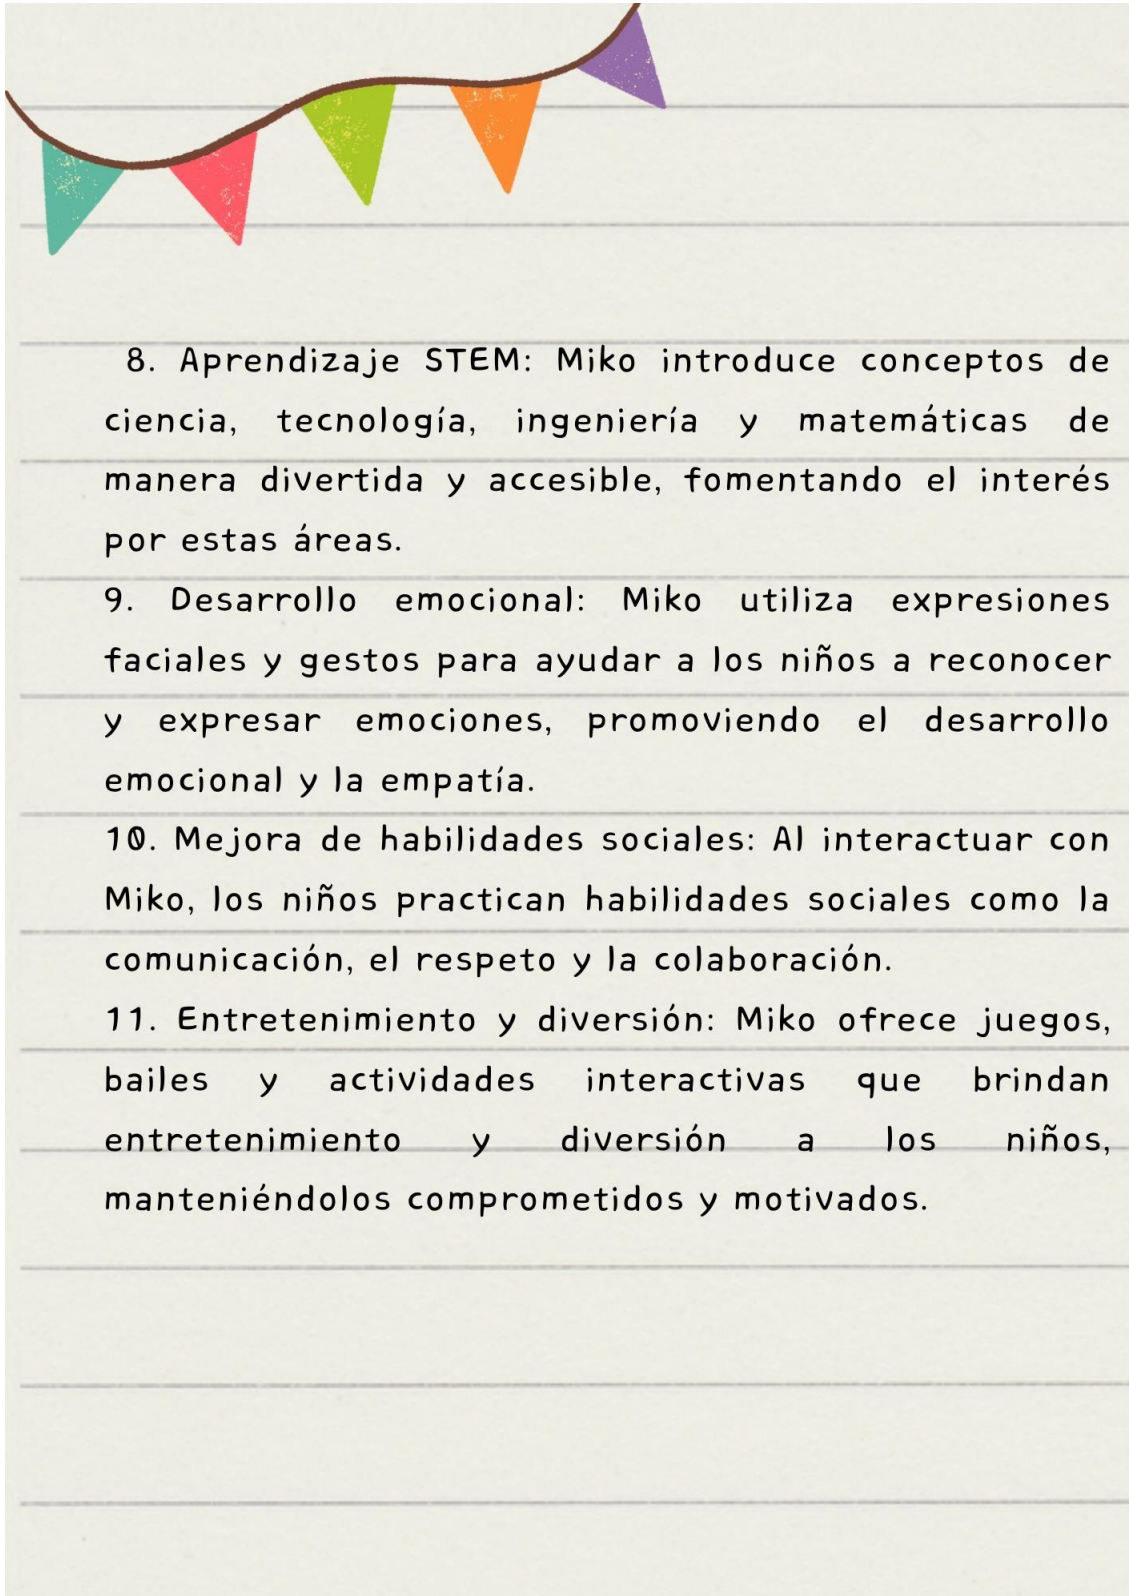 8. Aprendizaje STEM: Miko introduce conceptos de
ciencia, tecnología, ingeniería y matemáticas de
manera divertida y accesible, fomentando el interés
por estas áreas.
9. Desarrollo emocional: Miko utiliza expresiones
faciales y gestos para ayudar a los niños a reconocer
y expresar emociones, promoviendo el desarrollo
emocional y la empatía.
10. Mejora de habilidades sociales: Al interactuar con
Miko, los niños practican habilidades sociales como la
comunicación, el respeto y la colaboración.
11. Entretenimiento y diversión: Miko ofrece juegos,
bailes y actividades interactivas que brindan
entretenimiento y diversión a los niños,
manteniéndolos comprometidos y motivados.